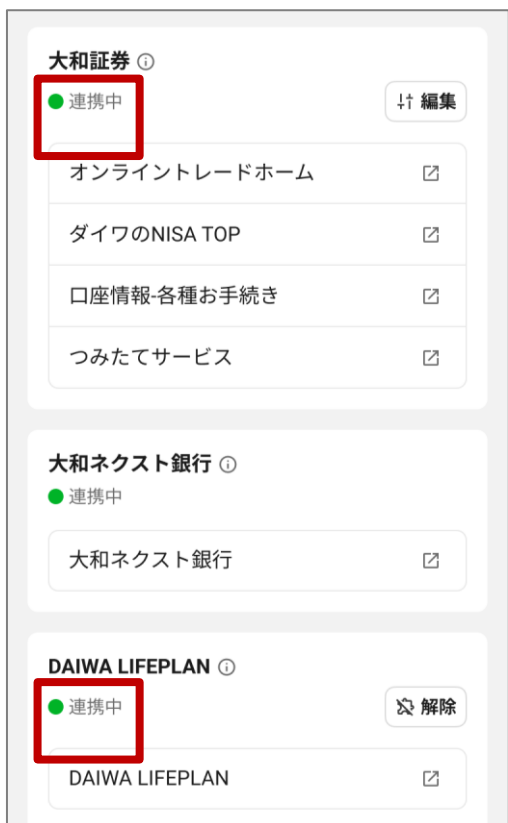 大和証券
連携中
編集
オンライントレードホーム
ダイワのNISA TOP
口座情報-各種お手続き
つみたてサービス
大和ネクスト銀行
連携中
大和ネクスト銀行
DAIWA LIFEPLAN
連携中
解除
DAIWA LIFEPLAN